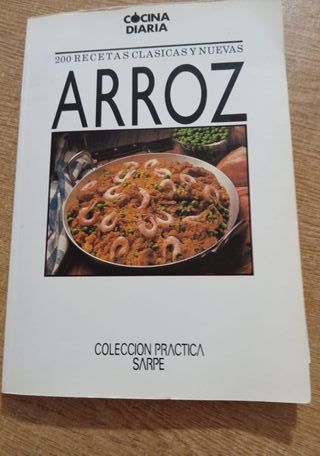 COCINA
DIARIA
200 RECETAS CLASICAS Y NUEVAS
ARROZ
COLECCION PRACTICA
SARPE